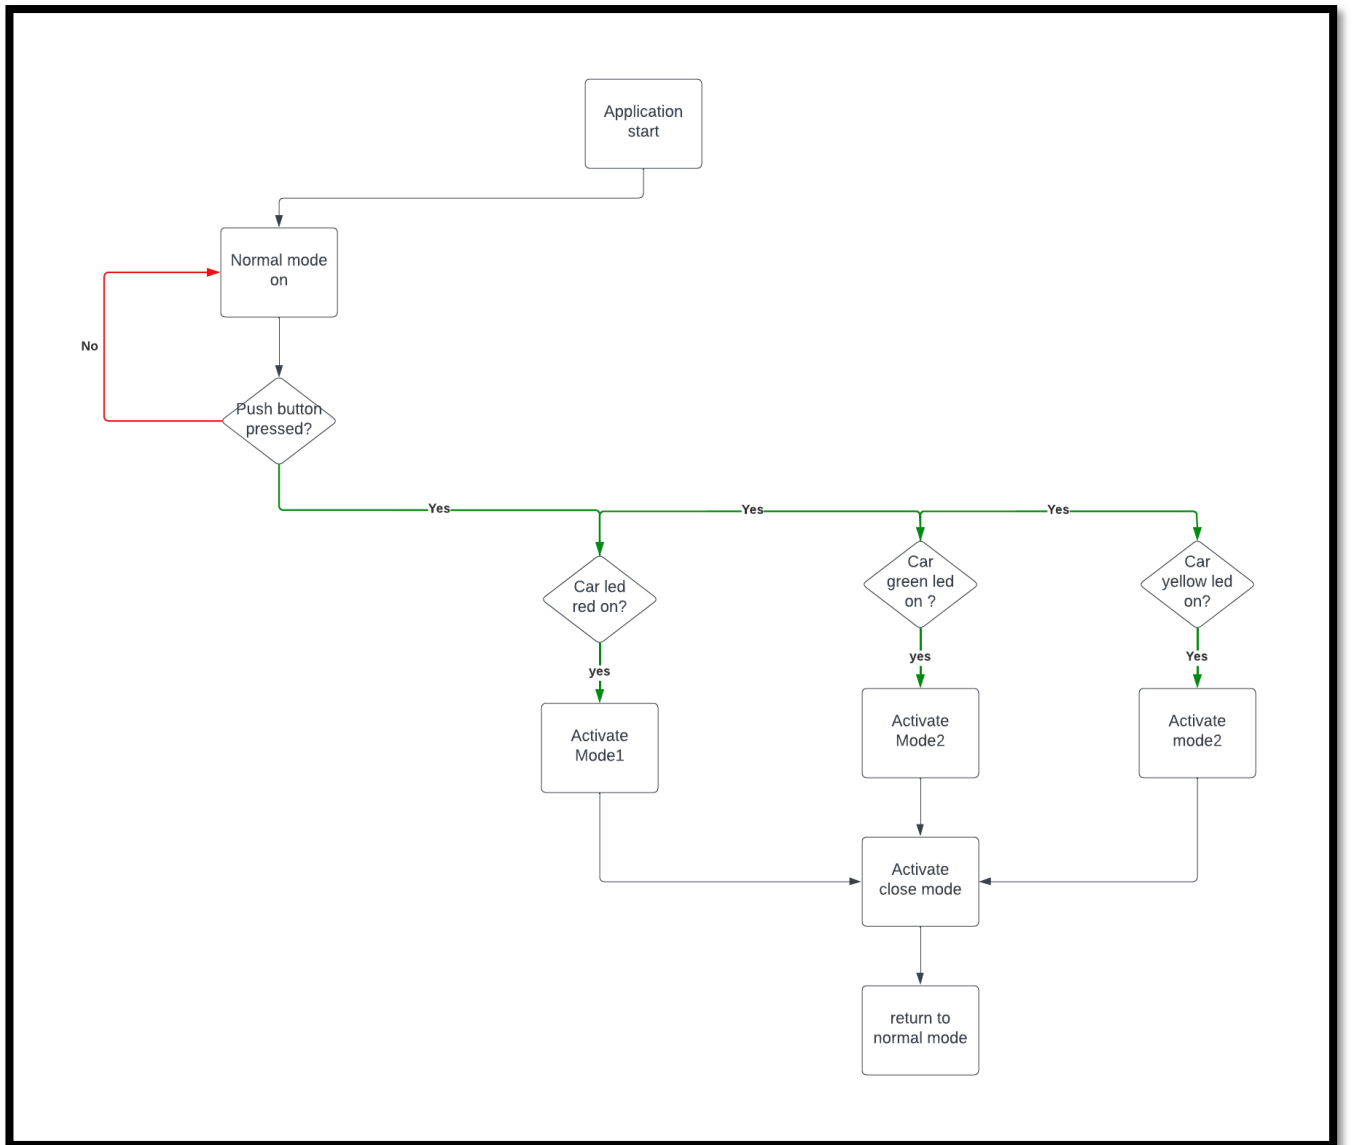 Application
start
Normal mode
on
No
Push button
pressed?
Yes
Yes
Yes
Car led
red on?
Car
green led
on ?
Car
yellow led
on?
yes
yes
Yes
Activate
Mode1
Activate
Mode2
Activate
mode2
Activate
close mode
return to
normal mode